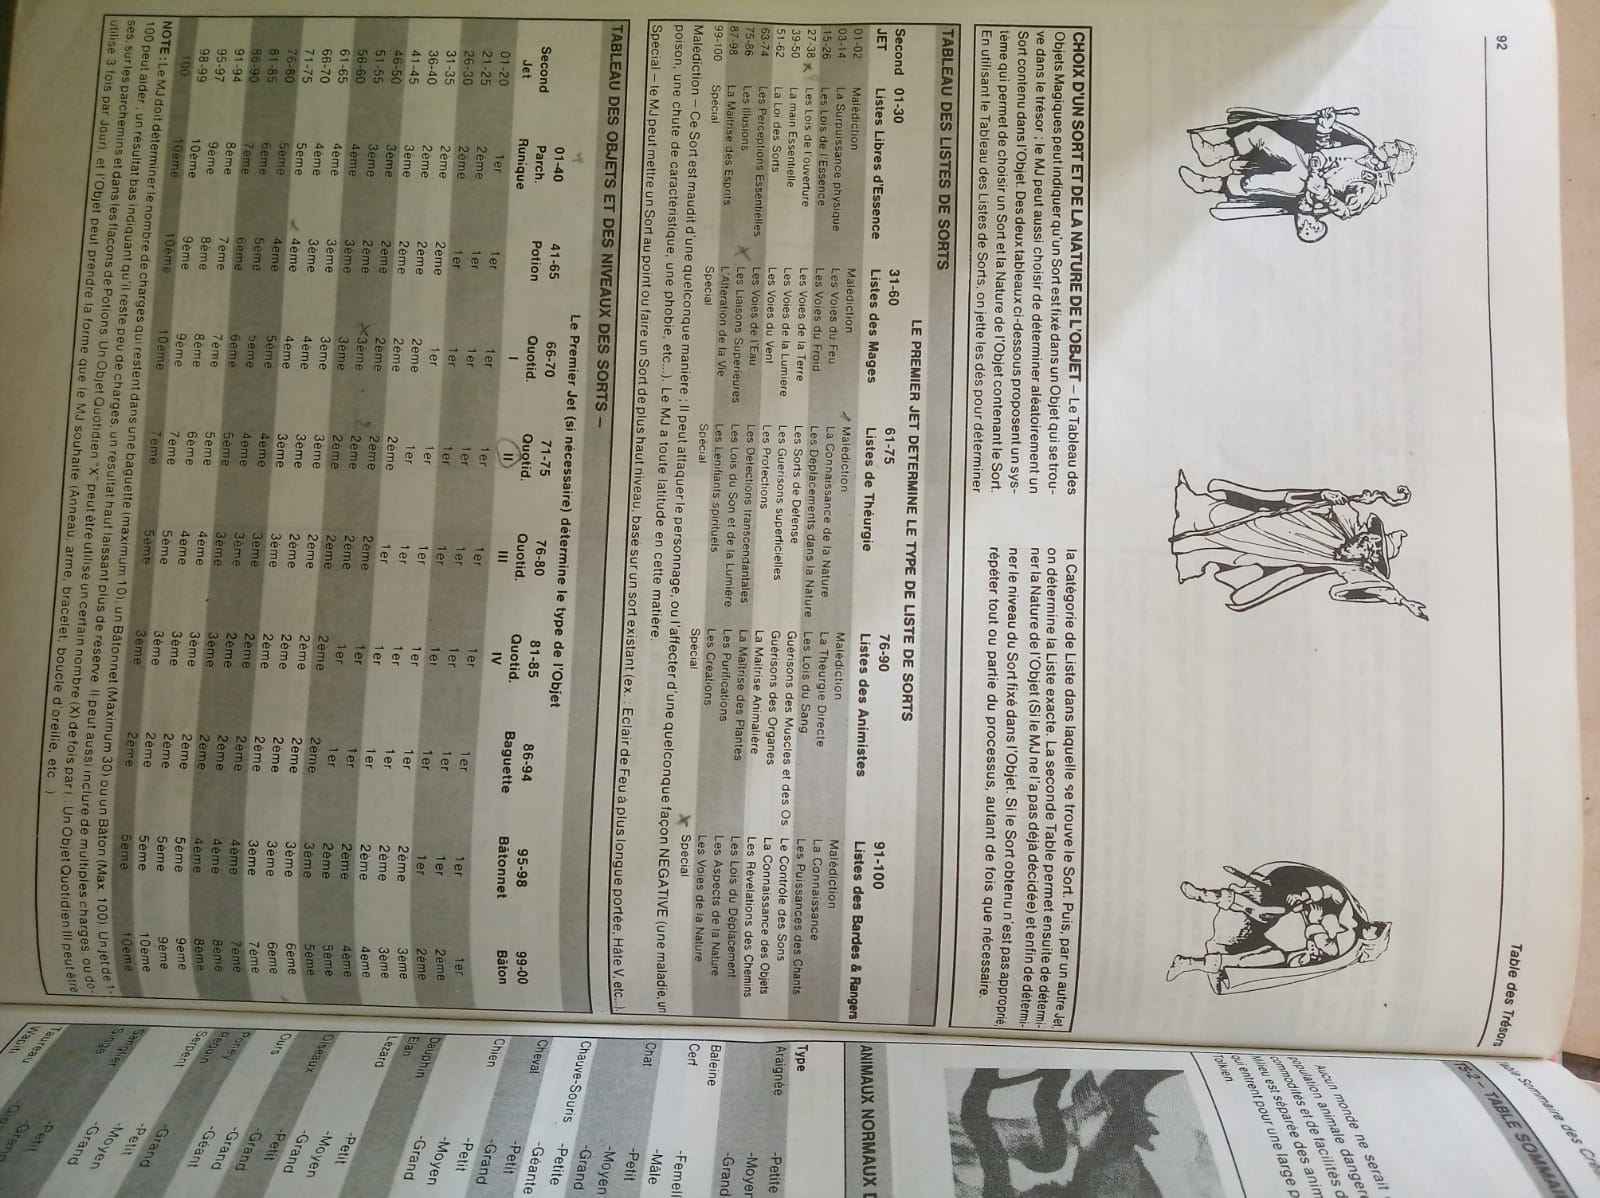 92
Table des Trésors
CHOIX D'UN SORT ET DE LA NATURE DE L'OBJET – Le Tableau des
Objets Magiques peut indiquer qu'un Sort est fixé dans un Objet qui se trou-
ve dans le trésor ; le MJ peut aussi choisir de déterminer aléatoirement un
Sort contenu dans l'Objet. Des deux tableaux ci-dessous proposent un sys-
tème qui permet de choisir un Sort et la Nature de l'Objet contenant le Sort.
En utilisant le Tableau des Listes de Sorts, on jette les dés pour déterminer
la Catégorie de Liste dans laquelle se trouve le Sort. Puis, par un autre Jet,
on détermine la Liste exacte. La seconde Table permet ensuite de détermi-
ner la Nature de l'Objet (Si le MJ ne l'a pas déjà décidée) et enfin de détermi-
ner le niveau du Sort fixé dans l'Objet. Si le Sort obtenu n'est pas approprié,
répéter tout ou partie du processus, autant de fois que nécessaire.
TABLEAU DES LISTES DE SORTS
LE PREMIER JET DETERMINE LE TYPE DE LISTE DE SORTS
Second 01-30 31-60 61-75 76-90 91-100
JET Listes Libres d'Essence Listes des Mages Listes de Théurgie Listes des Animistes Listes des Bardes & Rangers
01-02 Malédiction Malédiction Malédiction Malédiction Malédiction
03-14 La Surpuissance physique Les Voies du Feu La Connaissance de la Nature La Théurgie Directe La Connaissance
15-26 Les Lois de l'Essence Les Voies du Froid Les Déplacements dans la Nature Les Lois du Sang Les Puissances des Chants
27-38 Les Lois de l'ouverture Les Voies de la Terre Les Sorts de Défense Guérisons des Muscles et des Os Le Contrôle des Sons
39-50 La main Essentielle Les Voies de la Lumière Les Guerisons superficielles Guérisons des Organes La Connaissance des Objets
51-62 La Loi des Sorts Les Voies du Vent Les Protections La Maîtrise Animalière Les Révélations des Chemins
63-74 Les Perceptions Essentielles Les Voies de l'Eau Les Détections transcendantales La Maîtrise des Plantes Les Lois du Déplacement
75-86 Les Illusions Les Liaisons Superieures Les Lois du Son et de la Lumière Les Purifications Les Aspects de la Nature
87-98 La Maitrise des Esprits L'Altération de la Vie Les Lénifiants spirituels Les Créations Les Voies de la Nature
99-100 Spécial Spécial Spécial Spécial Spécial
Malédiction – Ce Sort est maudit d'une quelconque manière ; Il peut attaquer le personnage, ou l'affecter d'une quelconque façon NEGATIVE (une maladie, un
poison, une chute de caractéristique, une phobie, etc...). Le MJ a toute latitude en cette matière.
Spécial – le MJ peut mettre un Sort au point ou faire un Sort de plus haut niveau, basé sur un sort existant (ex. : Eclair de Feu à plus longue portée, Hâte V, etc...).
TABLEAU DES OBJETS ET DES NIVEAUX DES SORTS –
Le Premier Jet (si nécessaire) détermine le type de l'Objet
01-40 41-65 66-70 71-75 76-80 81-85 86-94 95-98 99-00
Second Parch. Potion Quotid. Quotid. Quotid. Quotid. Baguette Bâtonnet Bâton
Jet Runique I II III IV
01-20 1er 1er 1er 1er 1er 1er 1er 1er 1er
21-25 2ème 1er 1er 1er 1er 1er 1er 1er 2ème
26-30 2ème 1er 1er 1er 1er 1er 1er 1er 2ème
31-35 2ème 2ème 1er 1er 1er 1er 1er 2ème 3ème
36-40 2ème 2ème 2ème 1er 1er 1er 1er 2ème 3ème
41-45 3ème 2ème 2ème 2ème 1er 1er 1er 2ème 4eme
46-50 3ème 2ème 2ème 2ème 2ème 1er 1er 2ème 4ème
51-55 3ème 2ème 3ème 2ème 2ème 1er 1er 2ème 5ème
56-60 4eme 3ème 3ème 2ème 2ème 2ème 2ème 3ème 5ème
61-65 4ème 3ème 3ème 3ème 2ème 2ème 2ème 3ème 6ème
66-70 4ème 3ème 4ème 3ème 2ème 2ème 2ème 3ème 6eme
71-75 5ème 4ème 4ème 3ème 2ème 2ème 2ème 3ème 7ème
76-80 5ème 4ème 5ème 4ème 3ème 2ème 2ème 4ème 7ème
81-85 6ème 5ème 5ème 4ème 3ème 2ème 2ème 4ème 8ème
86-90 7ème 6ème 6ème 5ème 3ème 3ème 2ème 4ème 8ème
91-94 8ème 7ème 7ème 5ème 4ème 3ème 2ème 5ème 9ème
95-97 9ème 8ème 8ème 6ème 4ème 3ème 2ème 5ème 9ème
98-99 10ème 9ème 9ème 7ème 4ème 3ème 2ème 5ème 10ème
100 10ème 10ème 10ème 7ème 5ème 3ème 2ème 5ème 10eme
NOTE : Le MJ doit déterminer le nombre de charges qui restent dans une baguette (maximum 10), un Bâtonnet (Maximum 30) ou un Bâton (Max. 100). Un jet de 1-
100 peut aider ; un résultat bas indiquant qu'il reste peu de charges, un résultat haut laissant plus de reserve. Il peut aussi inclure de multiples charges, ou do-
ses, sur les parchemins et dans les flacons de Potions. Un Objet Quotidien "X" peut être utilisé un certain nombre (X) de fois par (. : Un Objet Quotidien III peut être
utilisé 3 fois par Jour), et l'Objet peut prendre la forme que le MJ souhaite (Anneau, arme, bracelet, boucle d'oreille, etc...).
Table Sommaire des
TS-2 – TABLE
Aucun monde ne serait
population animale
commodités et de facilités
Milieu est séparée des
qui entrent pour une large
Tolkien.
ANIMAUX NORMAUX
Type
Araignée -Petite
-Moyen
-Grand
Baleine
Cerf -Femell
-Mâle
Chat -Petit
-Moyen
-Grand
Chauve-Souris -Petite
-Géante
Cheval -Petit
-Grand
Chien -Petit
-Moyen
-Grand
Dauphin
Elan
Lézard -Petit
-Moyen
-Grand
Oiseaux -Petit
-Grand
Ours -Grand
-Géant
Poney
Requin -Grand
Serpent -Petit
-Moyen
-Grand
Sanglier
Singe -Petit
-Grand
Taureau
Wapiti